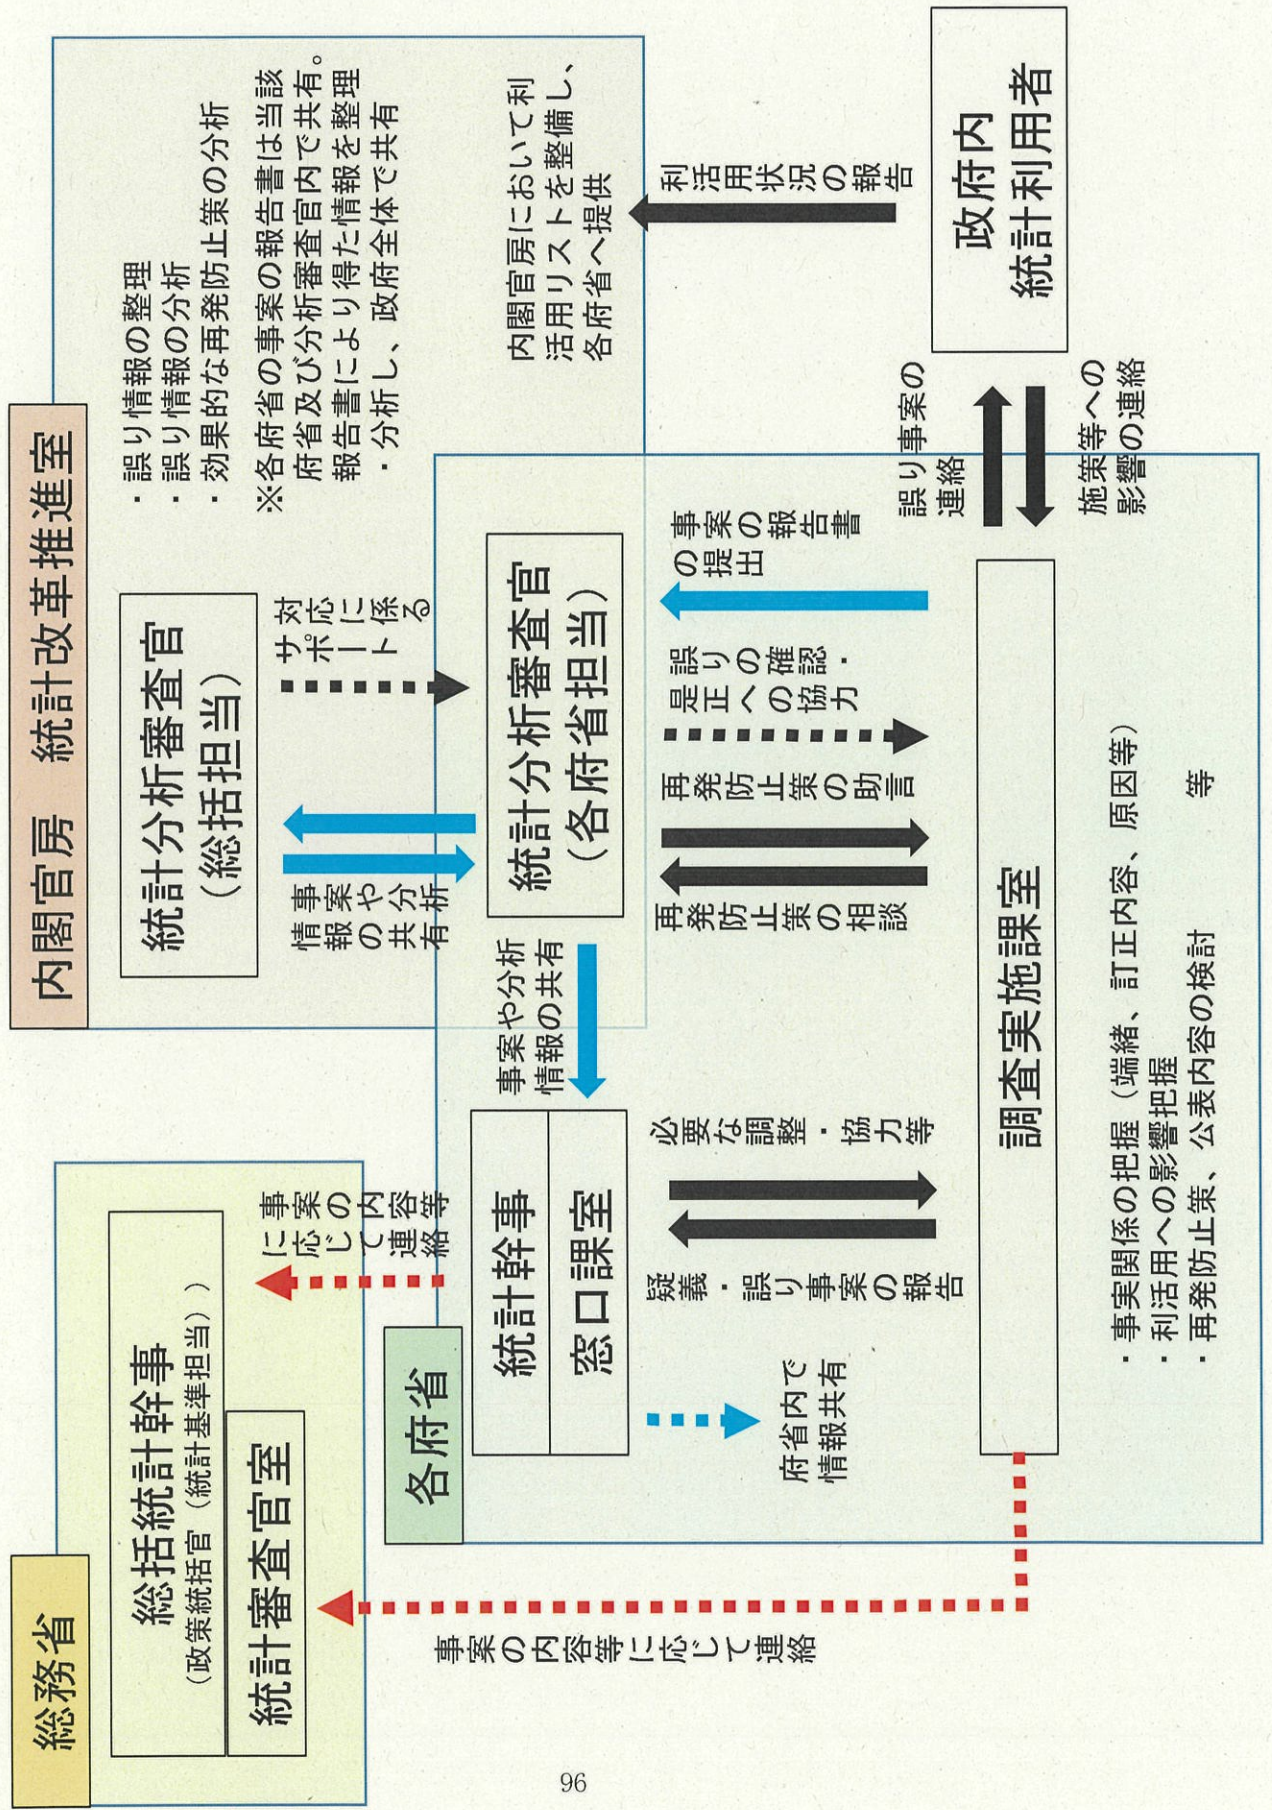 総務省
総括統計幹事
(政策統括官(統計基準担当))
統計審査官室
事案の内容等に応じて連絡
事案の内容
に応じて連絡等
内閣官房 統計改革推進室
統計分析審査官
(総括担当)
・誤り情報の整理
・誤り情報の分析
・効果的な再発防止策の分析
※各府省の事案の報告書は当該
府省及び分析審査官内で共有。
報告書により得た情報を整理
・分析し、政府全体で共有
事案や分析
情報の共有
対応に係る
サポート
内閣官房において利
活用リストを整備し、
各府省へ提供
各府省
統計幹事
窓口課室
事案や分析
情報の共有
統計分析審査官
(各府省担当)
府省内で
情報共有
疑義・誤り事案の報告
必要な調整・協力等
再発防止策の相談
再発防止策の助言
誤りの確認・
是正への協力
事案の報告書
の提出
利活用状況の報告
調査実施課室
・事実関係の把握(端緒、訂正内容、原因等)
・利活用への影響把握
・再発防止策、公表内容の検討 等
誤り事案の
連絡
施策等への
影響の連絡
政府内
統計利用者
96